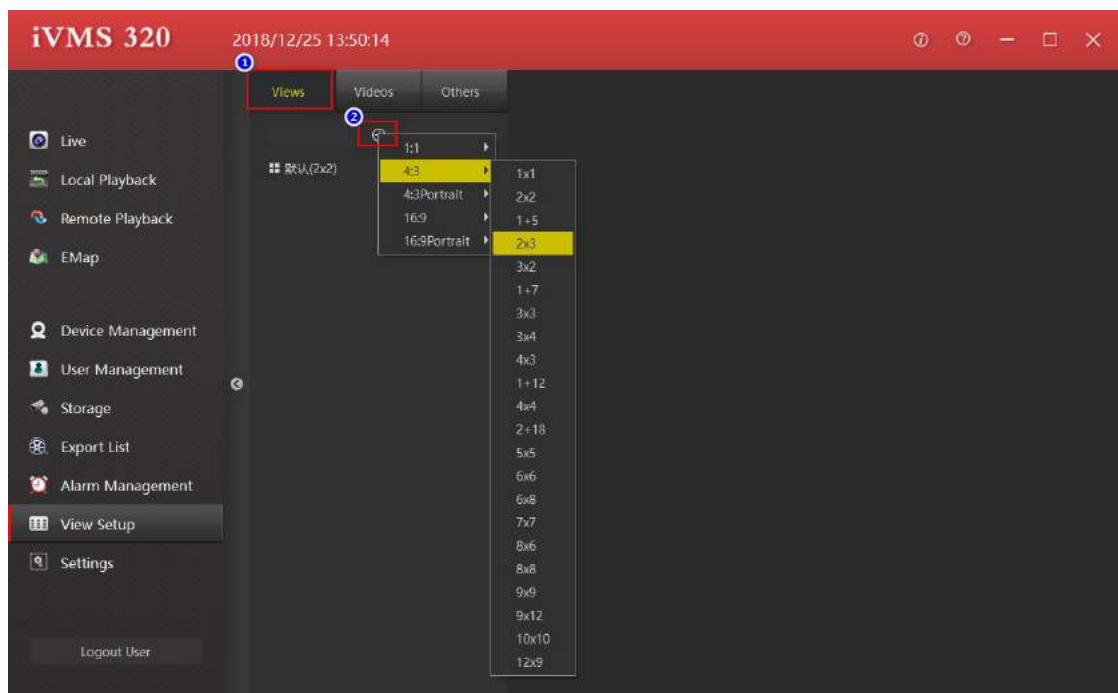 iVMS 320
2018/12/25 13:50:14
1
Views
Videos
Others
2
Live
Local Playback
Remote Playback
EMap
Device Management
User Management
Storage
Export List
Alarm Management
View Setup
Settings
Logout User
默认(2x2)
1:1
4:3
4:3Portrait
16:9
16:9Portrait
1x1
2x2
1+5
2x3
3x2
1+7
3x3
3x4
4x3
1+12
4x4
2+18
5x5
6x6
6x8
7x7
8x6
8x8
9x9
9x12
10x10
12x9